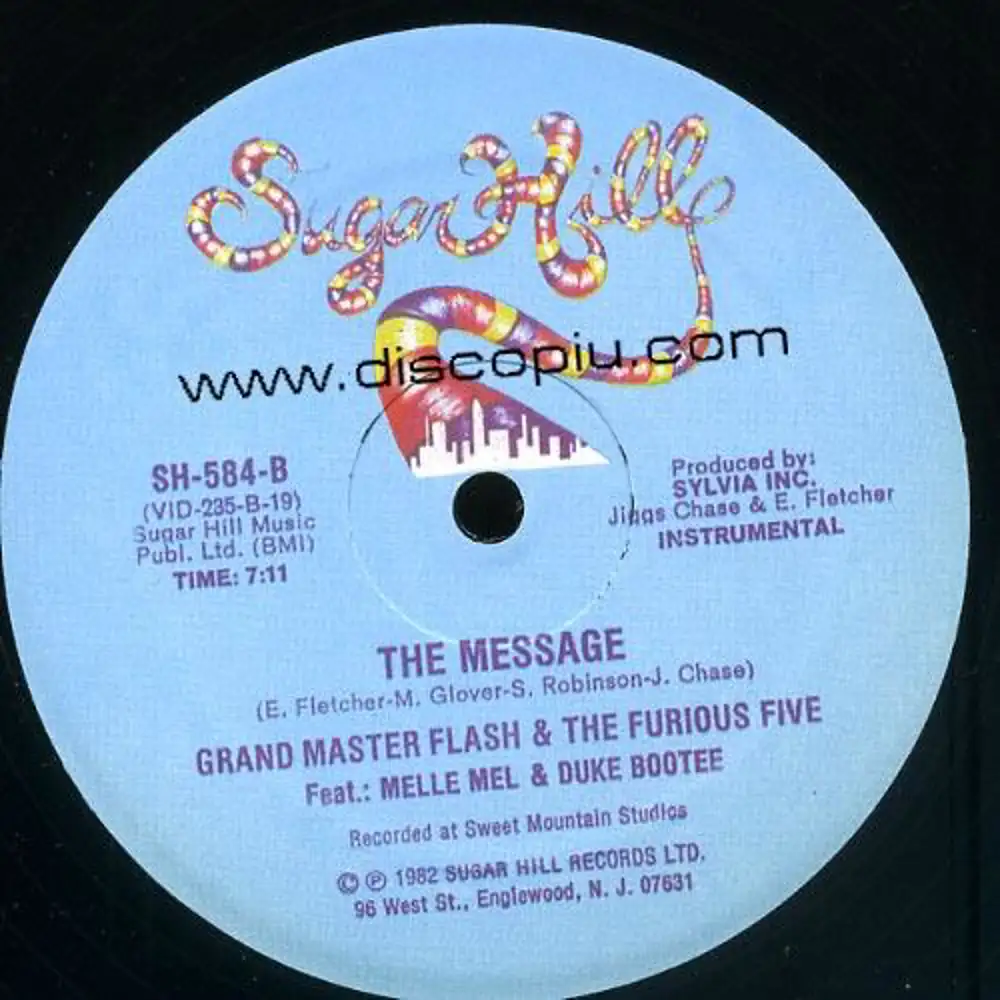 Sugar Hill
www.discopiu.com
SH-584-B
(VID-235-B-19)
Sugar Hill Music
Publ. Ltd. (BMI)
TIME: 7:11
Produced by:
SYLVIA INC.
Jiggs Chase & E. Fletcher
INSTRUMENTAL
THE MESSAGE
(E. Fletcher-M. Glover-S. Robinson-J. Chase)
GRAND MASTER FLASH & THE FURIOUS FIVE
Feat.: MELLE MEL & DUKE BOOTEE
Recorded at Sweet Mountain Studios
© ℗ 1982 SUGAR HILL RECORDS LTD.
96 West St., Englewood, N. J. 07631